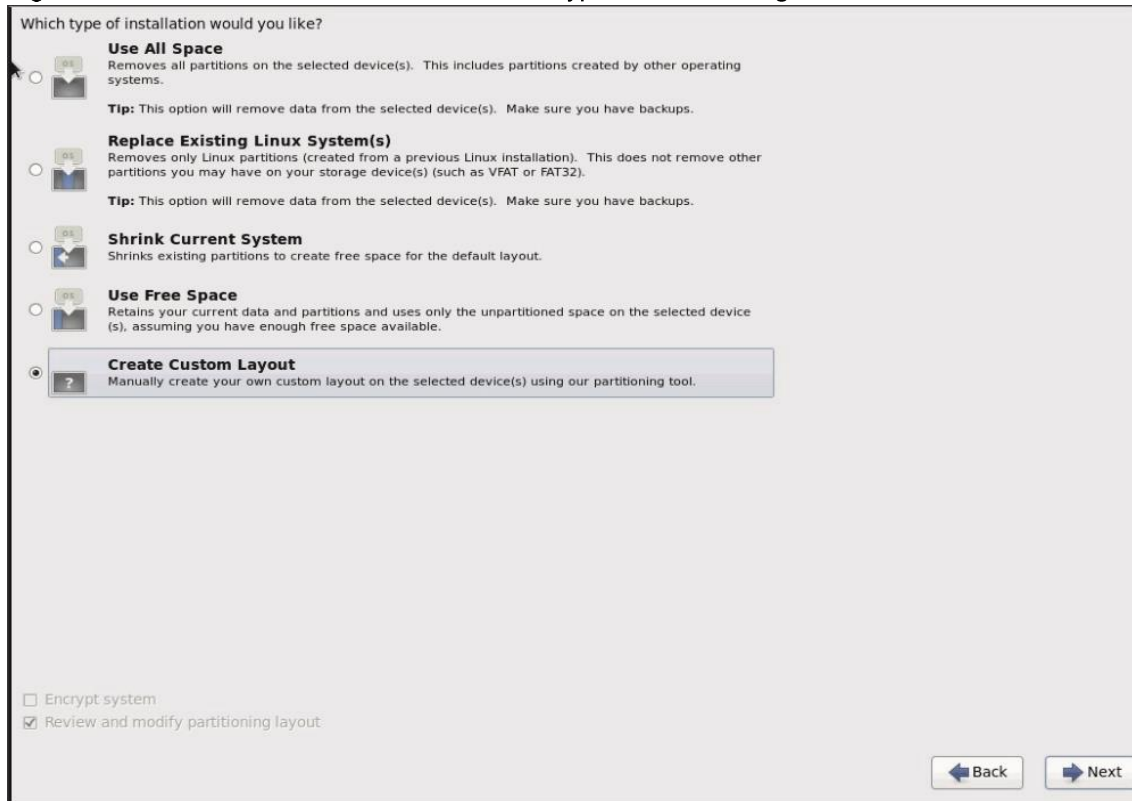 Which type of installation would you like?
Use All Space
Removes all partitions on the selected device(s). This includes partitions created by other operating
systems.
Tip: This option will remove data from the selected device(s). Make sure you have backups.
Replace Existing Linux System(s)
Removes only Linux partitions (created from a previous Linux installation). This does not remove other
partitions you may have on your storage device(s) (such as VFAT or FAT32).
Tip: This option will remove data from the selected device(s). Make sure you have backups.
Shrink Current System
Shrinks existing partitions to create free space for the default layout.
Use Free Space
Retains your current data and partitions and uses only the unpartitioned space on the selected device
(s), assuming you have enough free space available.
Create Custom Layout
Manually create your own custom layout on the selected device(s) using our partitioning tool.
Encrypt system
Review and modify partitioning layout
Back
Next